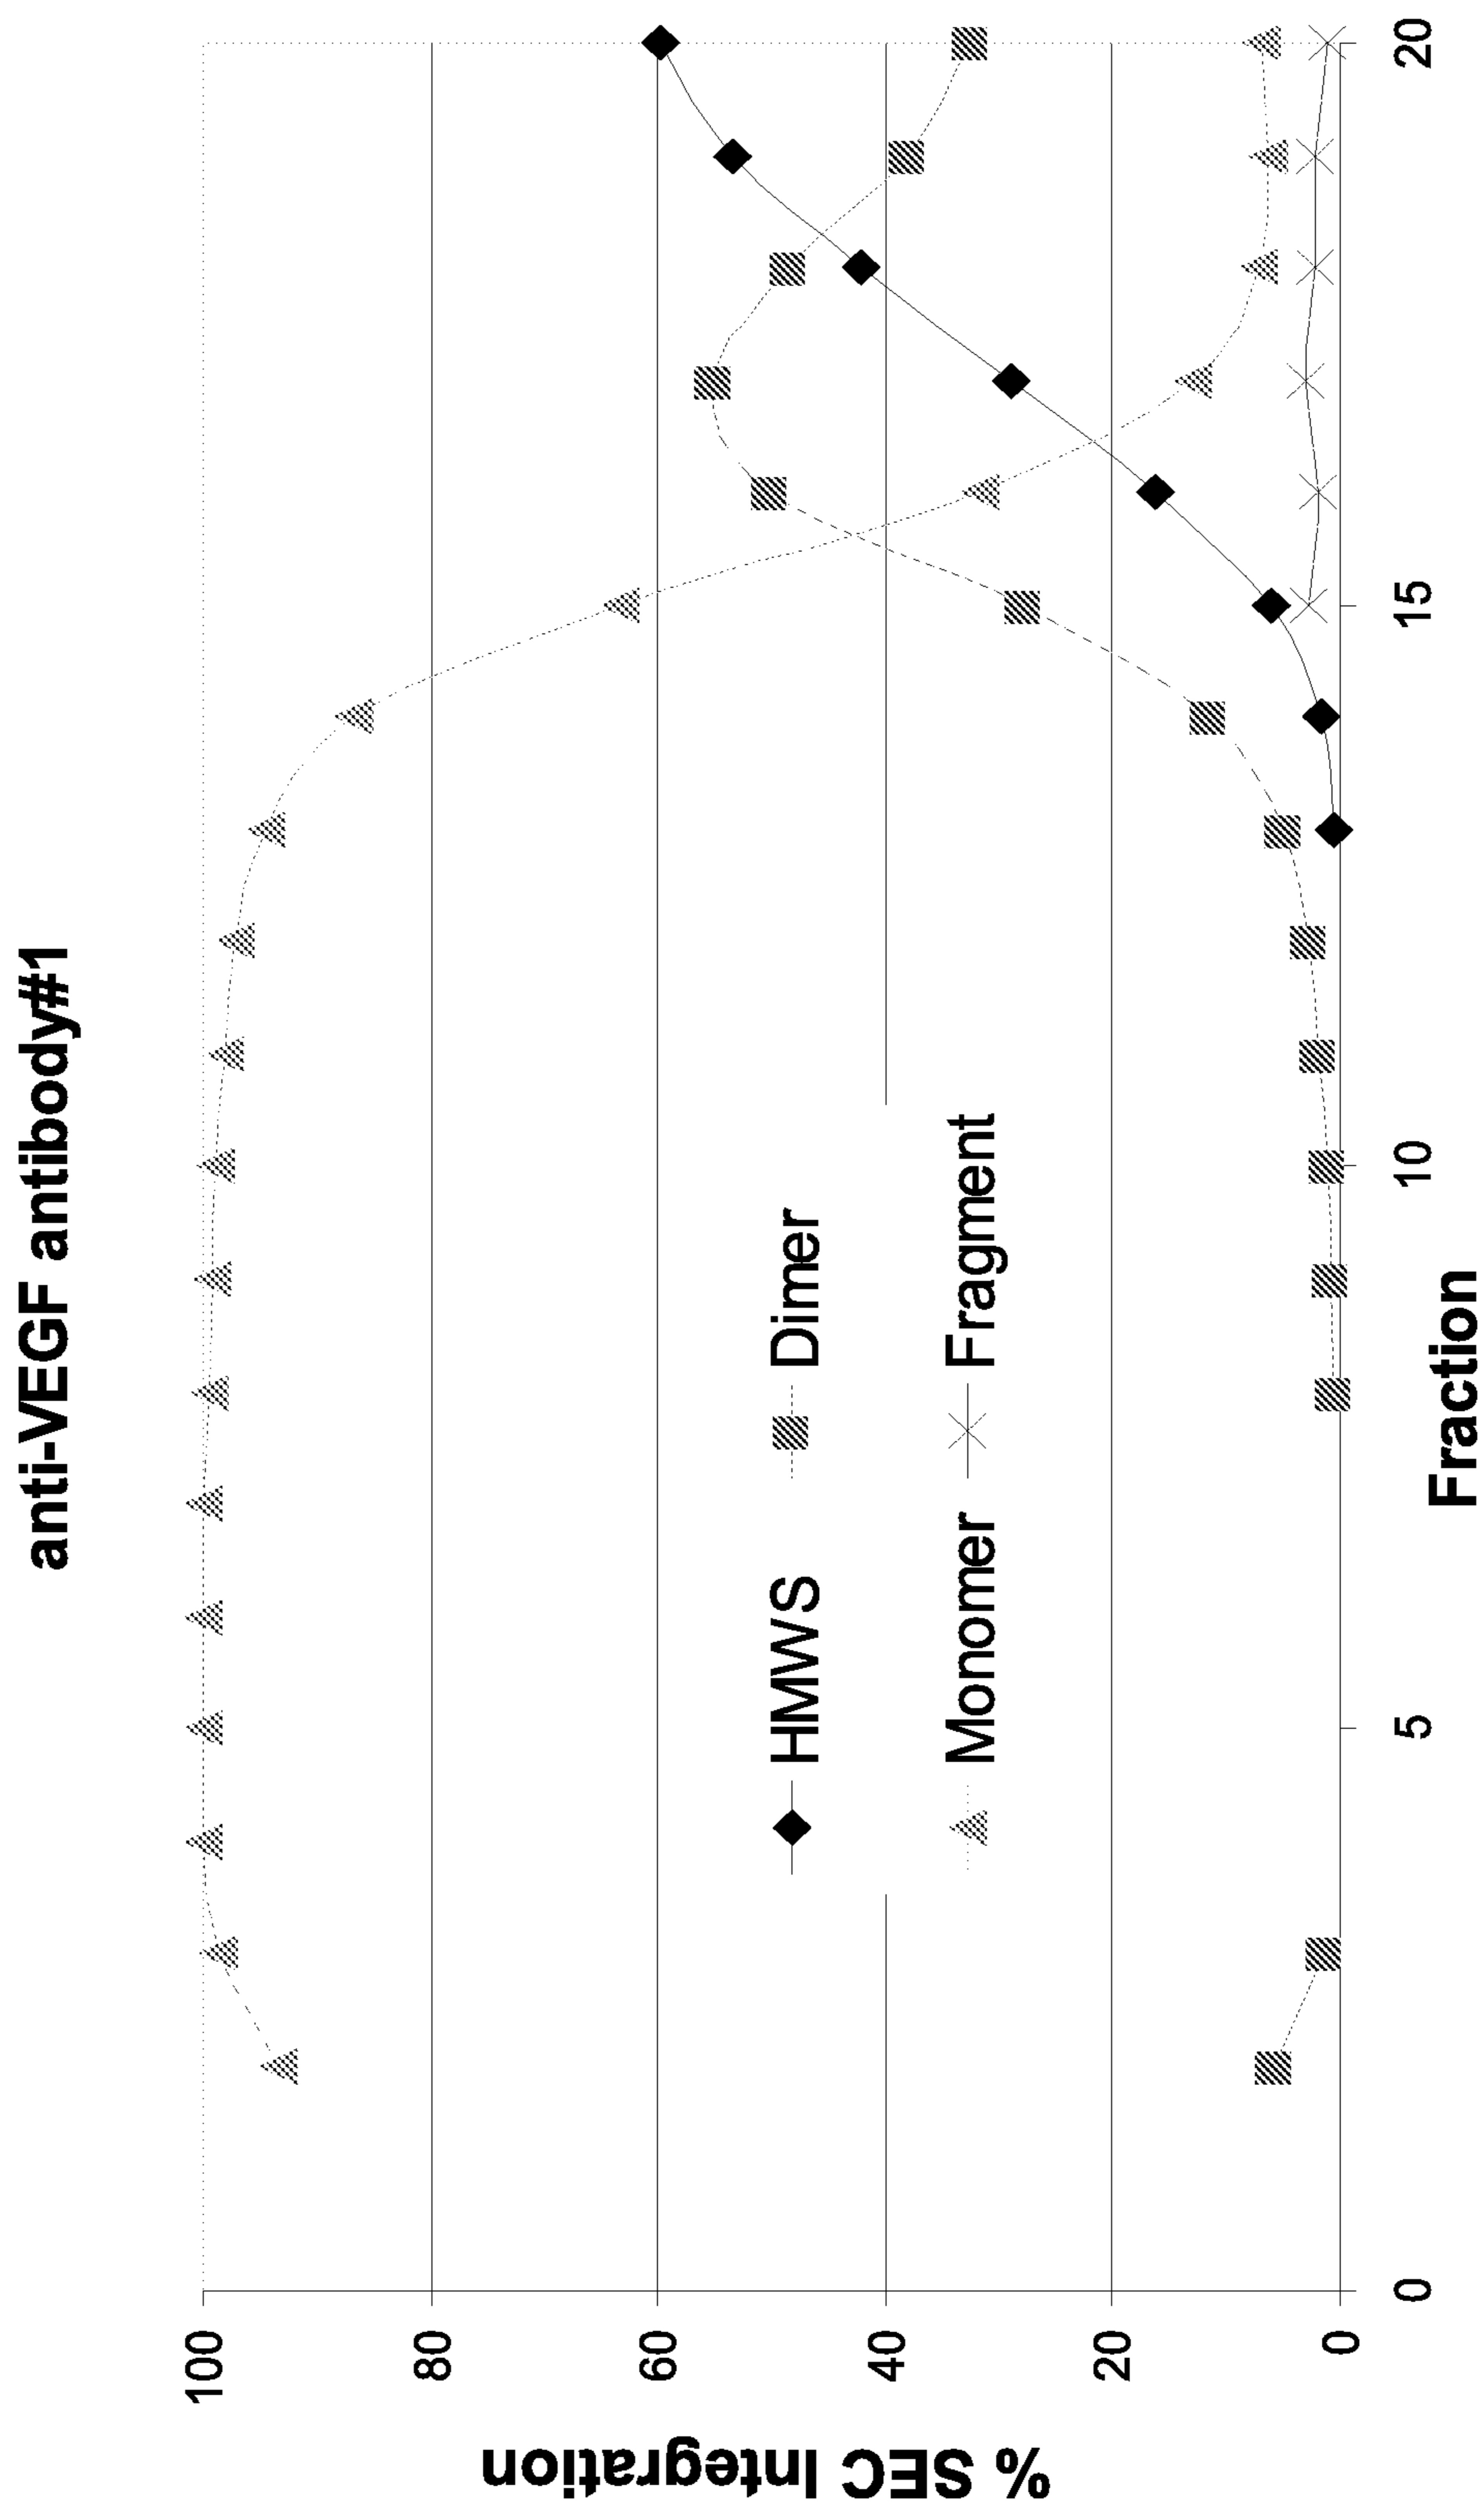 anti-VEGF antibody#1
100
80
60
40
20
0
% SEC Integration
HMWS
Dimer
Monomer
Fragment
0
5
10
15
20
Fraction